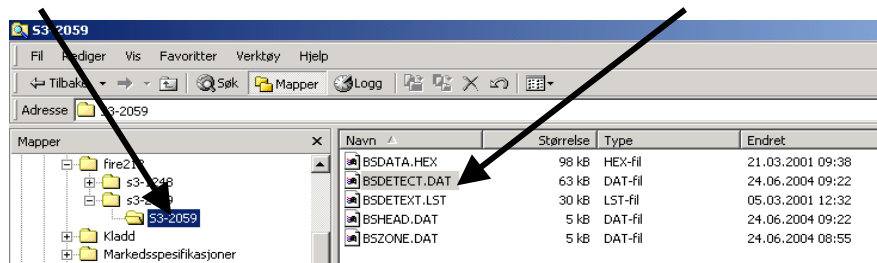 S3-2059
Fil Rediger Vis Favoritter Verktøy Hjelp
Tilbake Søk Mapper Logg
Adresse S3-2059
Mapper
Navn Størrelse Type Endret
fire213
s3-1248
S3-2059
Kladd
Markedsspesifikasjoner
BSDATA.HEX 98 kB HEX-fil 21.03.2001 09:38
BSDETECT.DAT 63 kB DAT-fil 24.06.2004 09:22
BSDETEXT.LST 30 kB LST-fil 05.03.2001 12:32
BSHEAD.DAT 5 kB DAT-fil 24.06.2004 09:22
BSZONE.DAT 5 kB DAT-fil 24.06.2004 08:55